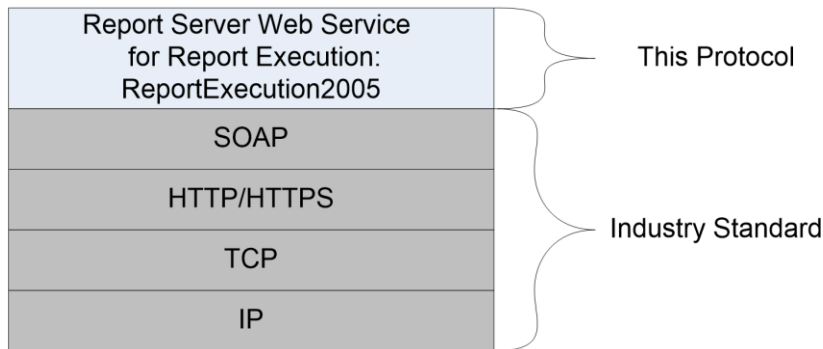 Report Server Web Service
for Report Execution:
ReportExecution2005
This Protocol
SOAP
HTTP/HTTPS
Industry Standard
TCP
IP